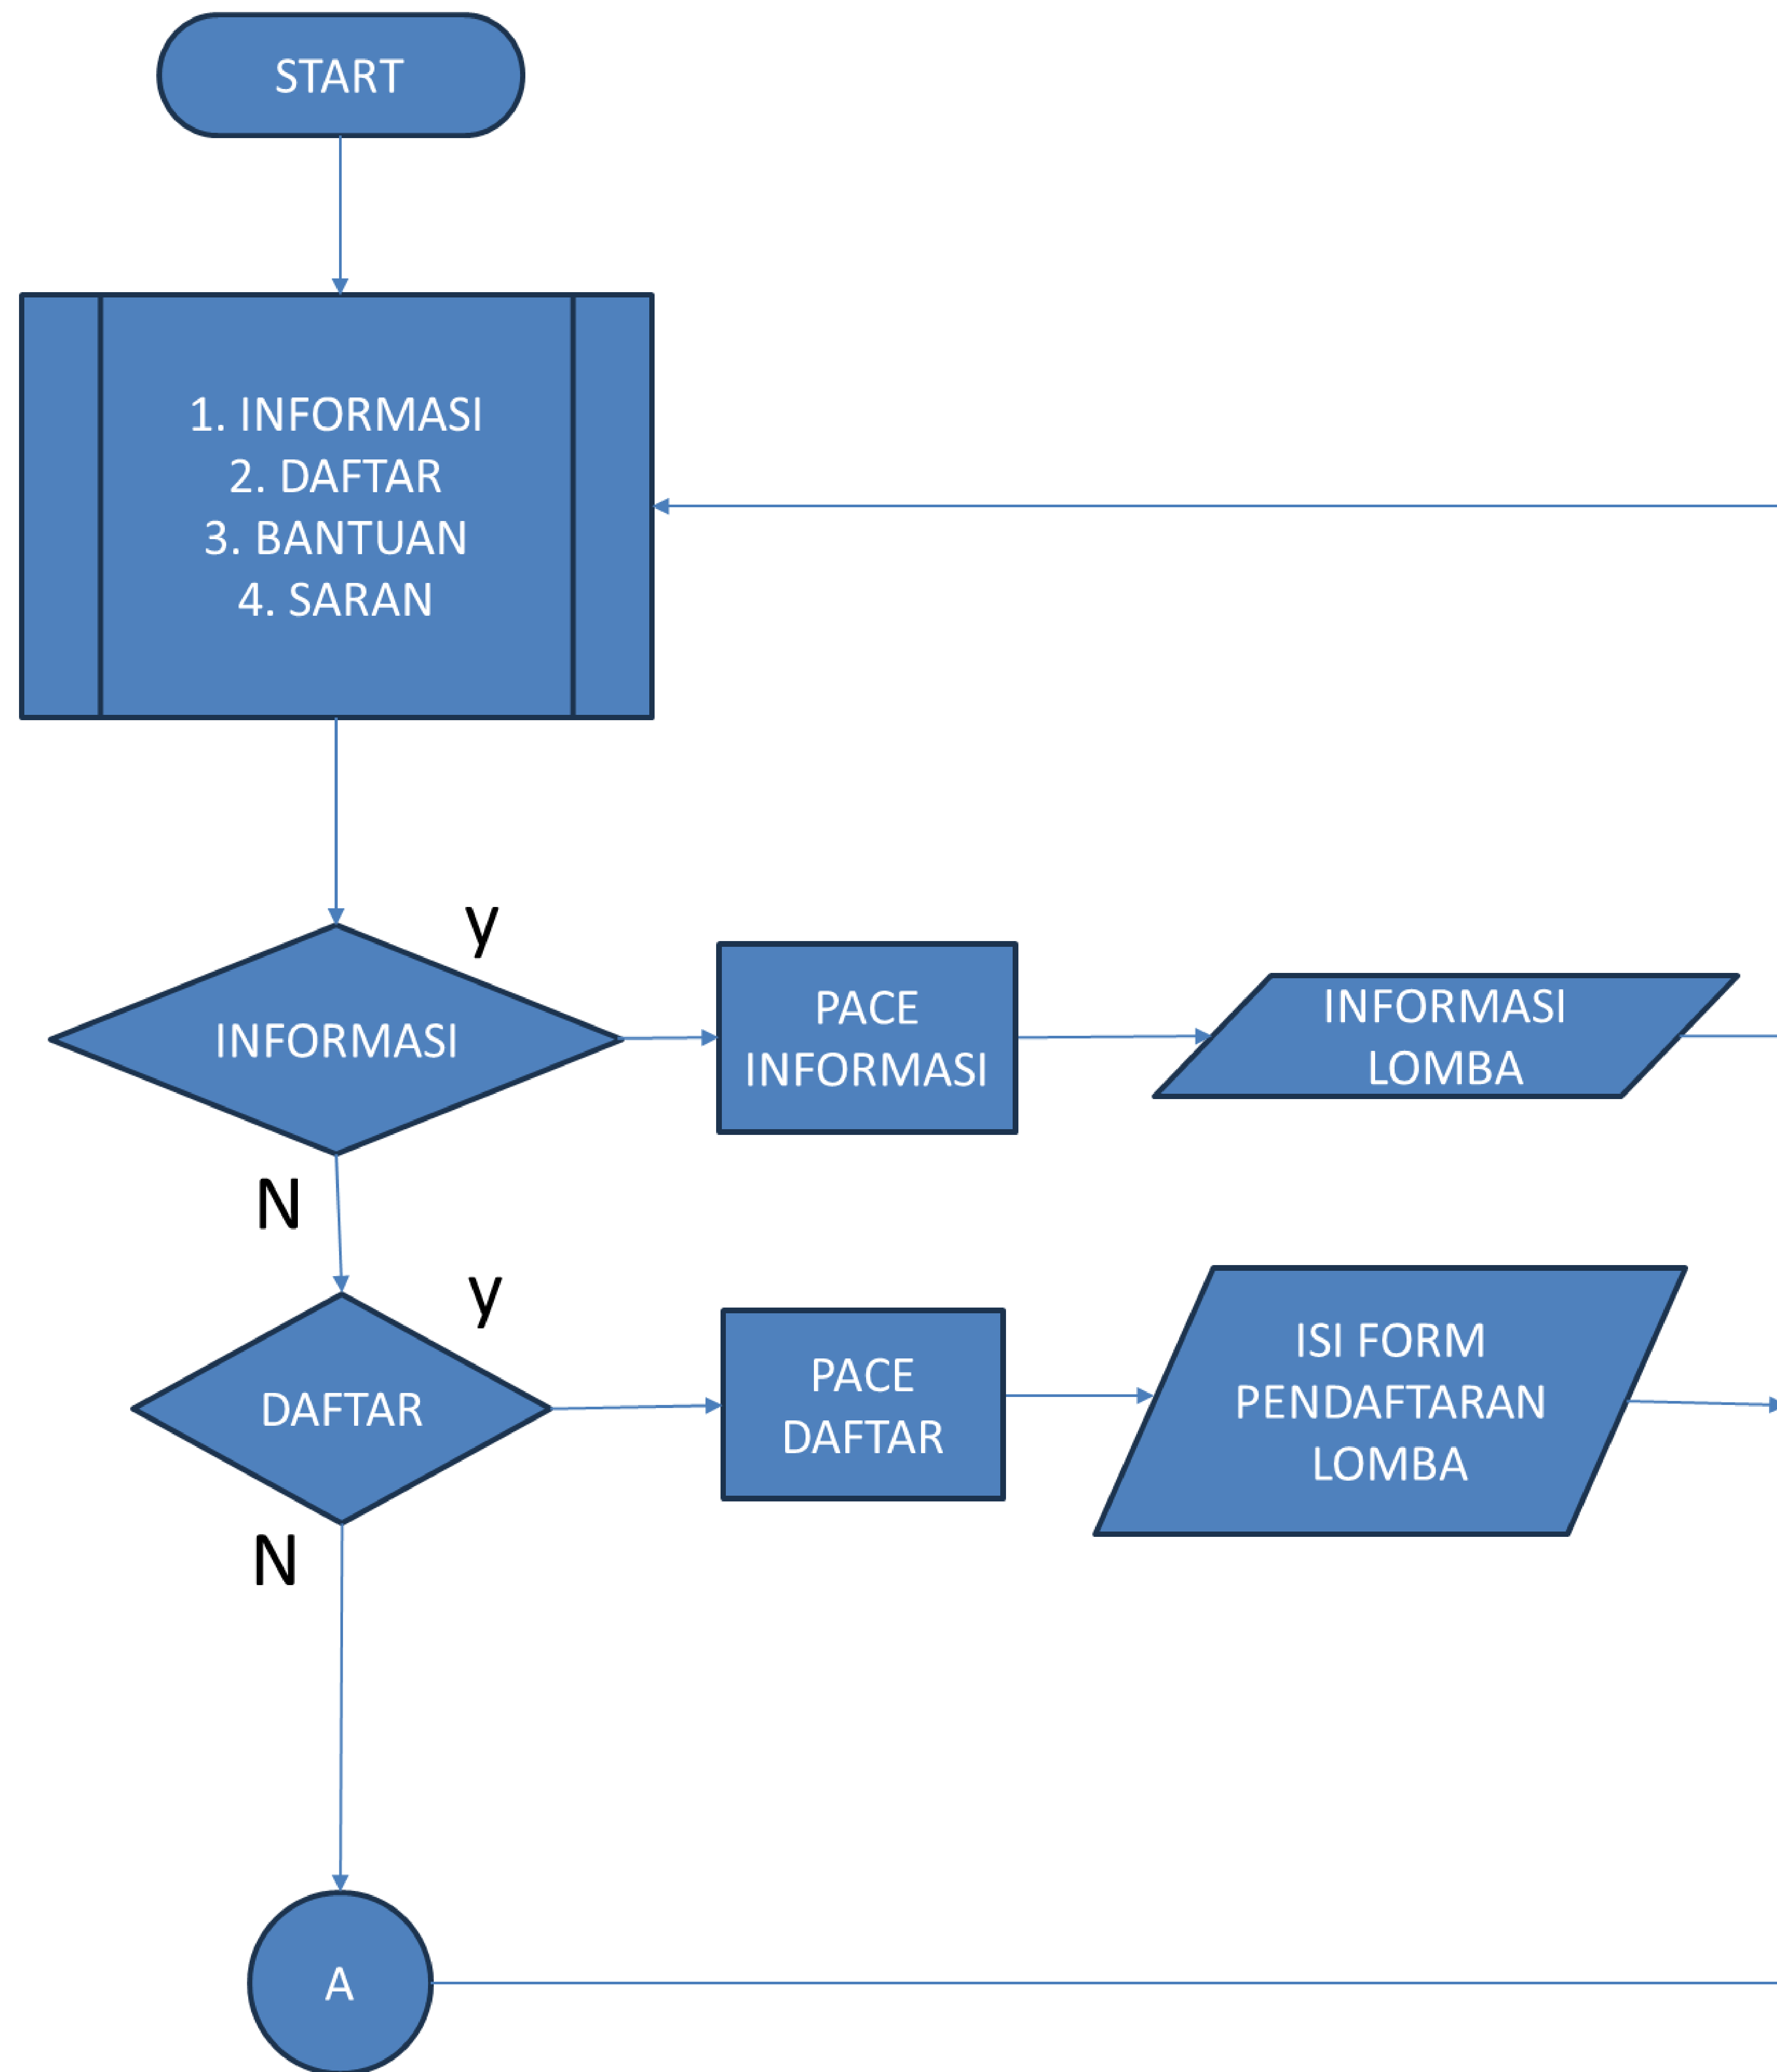 START
1. INFORMASI
2. DAFTAR
3. BANTUAN
4. SARAN
y
INFORMASI
PACE
INFORMASI
INFORMASI
LOMBA
N
y
DAFTAR
PACE
DAFTAR
ISI FORM
PENDAFTARAN
LOMBA
N
A